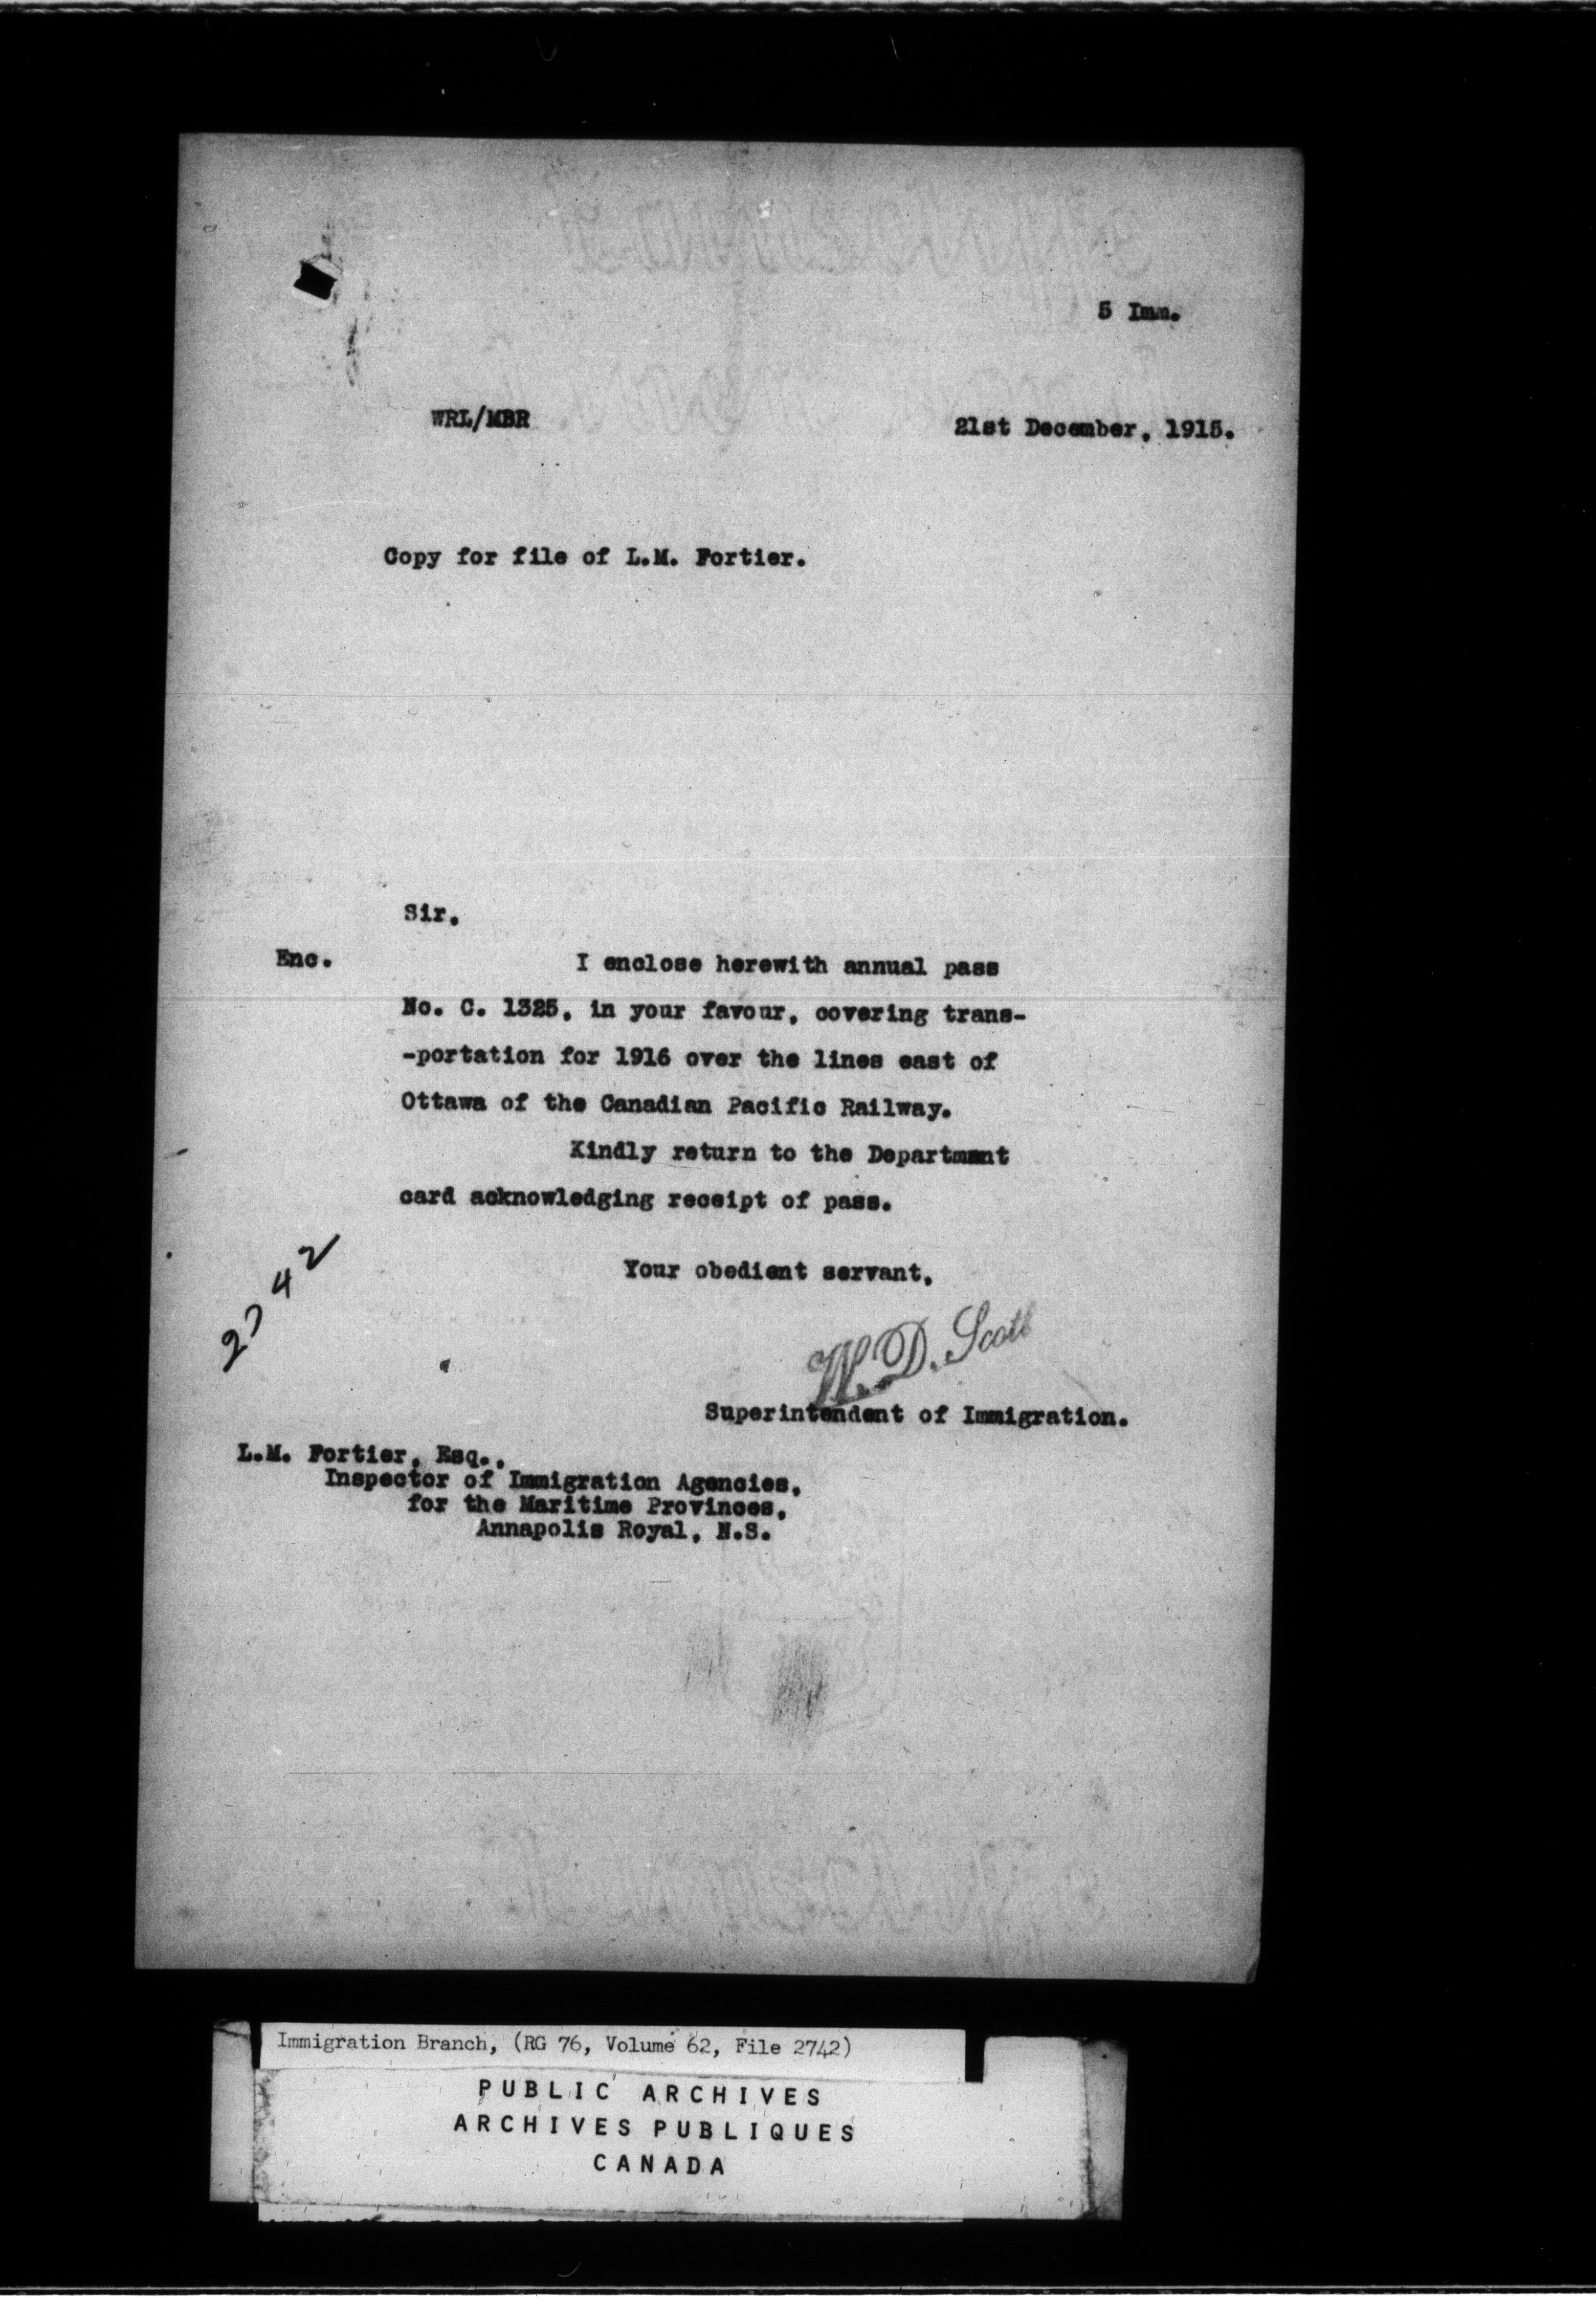 5 Imm.
WRL/MBR
21st December, 1915.
Copy for file of L.M. Fortier.
Sir,
Enc.
I enclose herewith annual pass
No. C. 1325, in your favour, covering trans-
-portation for 1916 over the lines east of
Ottawa of the Canadian Pacific Railway.
Kindly return to the Department
card acknowledging receipt of pass.
Your obedient servant,
2742
W.D. Scott
Superintendent of Immigration.
L.M. Fortier, Esq.,
Inspector of Immigration Agencies,
for the Maritime Provinces,
Annapolis Royal, N.S.
Immigration Branch, (RG 76, Volume 62, File 2742)
PUBLIC ARCHIVES
ARCHIVES PUBLIQUES
CANADA